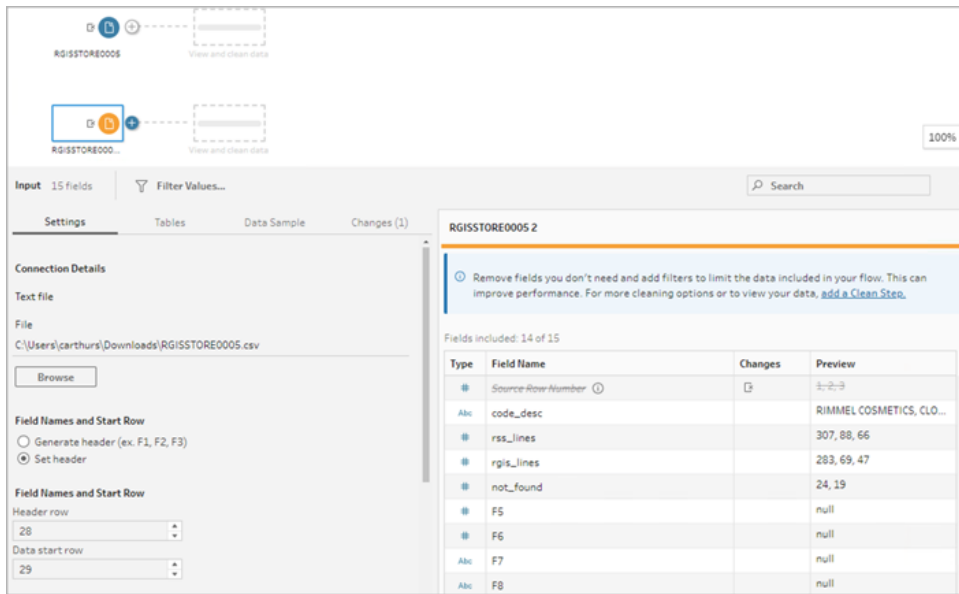 RGISSTORE0005
View and clean data
RGISSTORE000...
View and clean data
100%
Input 15 fields
Filter Values...
Search
Settings
Tables
Data Sample
Changes (1)
Connection Details
Text file
File
C:\Users\carthurs\Downloads\RGISSTORE0005.csv
Browse
Field Names and Start Row
Generate header (ex. F1, F2, F3)
Set header
Field Names and Start Row
Header row
28
Data start row
29
RGISSTORE0005 2
Remove fields you don't need and add filters to limit the data included in your flow. This can
improve performance. For more cleaning options or to view your data, add a Clean Step.
Fields included: 14 of 15
Type Field Name Changes Preview
# Source Row Number 1, 2, 3
Abc code_desc RIMMEL COSMETICS, CLO...
# rss_lines 307, 88, 66
# rgis_lines 283, 69, 47
# not_found 24, 19
# F5 null
# F6 null
Abc F7 null
Abc F8 null